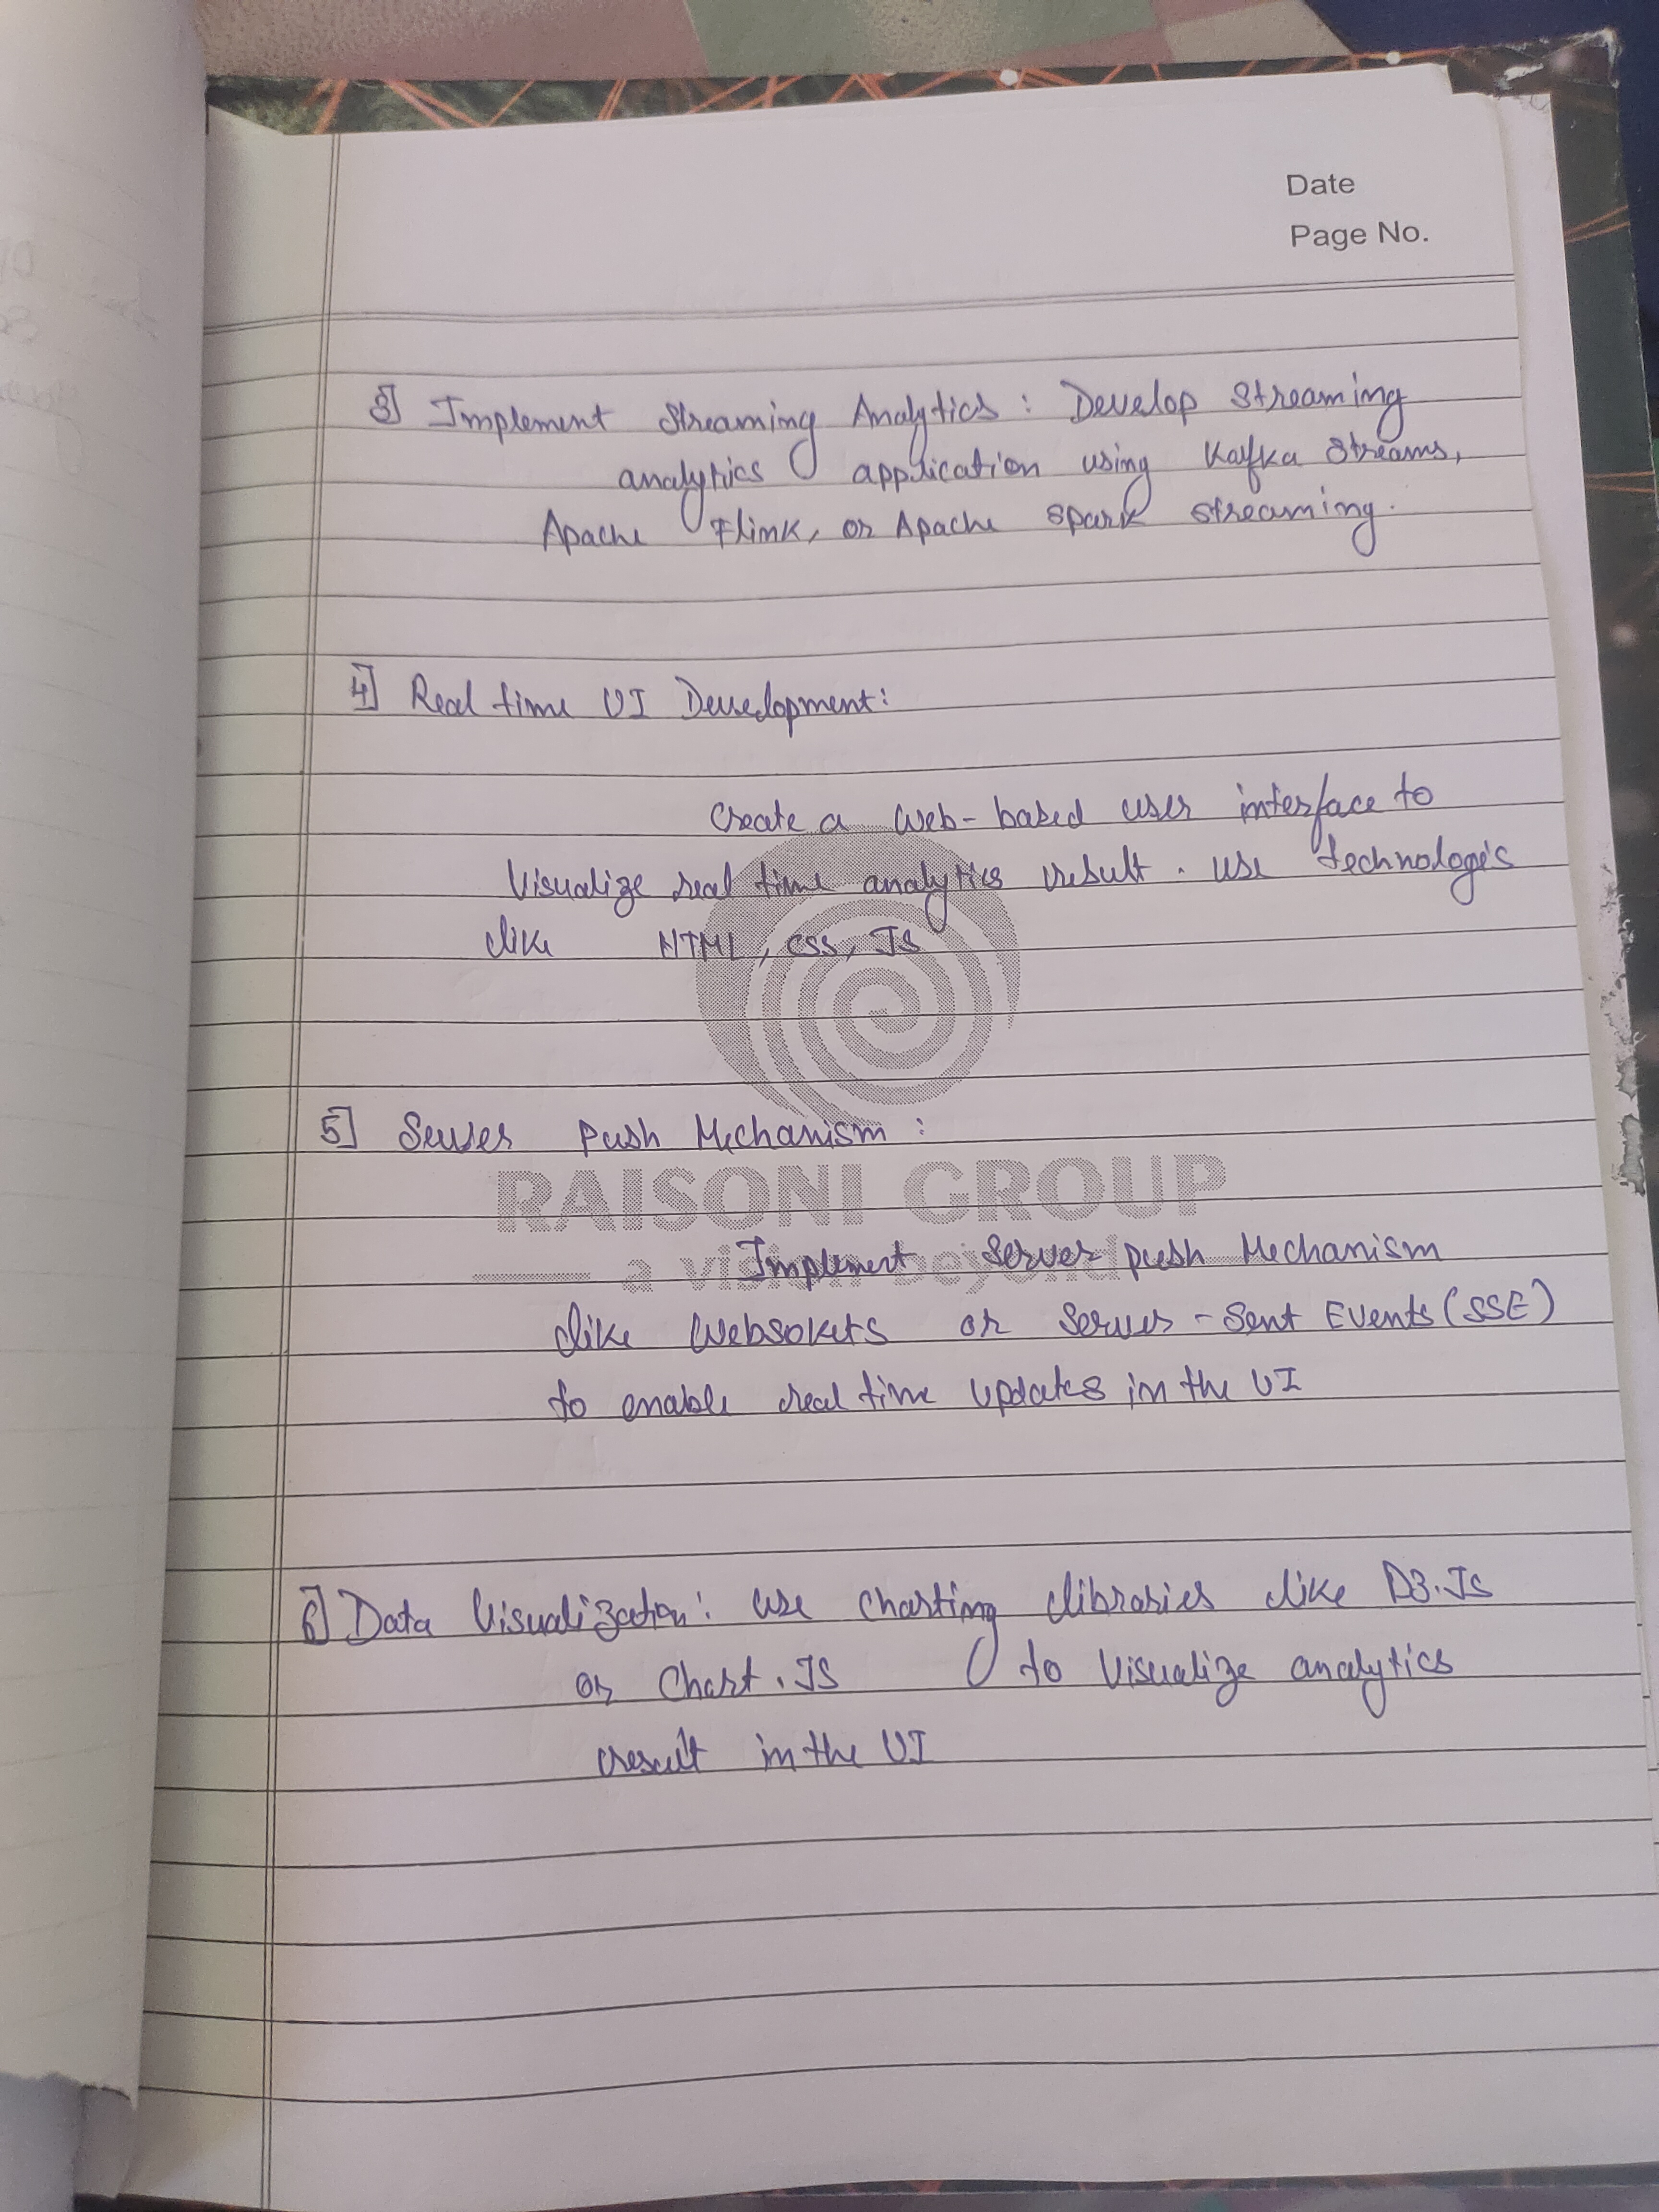 Date
Page No.
3] Implement Streaming Analytics : Develop Streaming
analytics application using Kafka Streams,
Apache Flink, or Apache Spark streaming.
4] Real time UI Development:
Create a Web-based user interface to
Visualize real time analytics result. use technologis
like HTML, CSS, JS
5] Server Push Mechanism :
RAISONI GROUP
a vision beyond
Implement Server push Mechanism
like Websokets or Server-Sent Events (SSE)
to enable real time updates in the UI
6] Data Visualization: use charting libraries like D3.Js
or Chart.JS to Visualize analytics
result in the UI